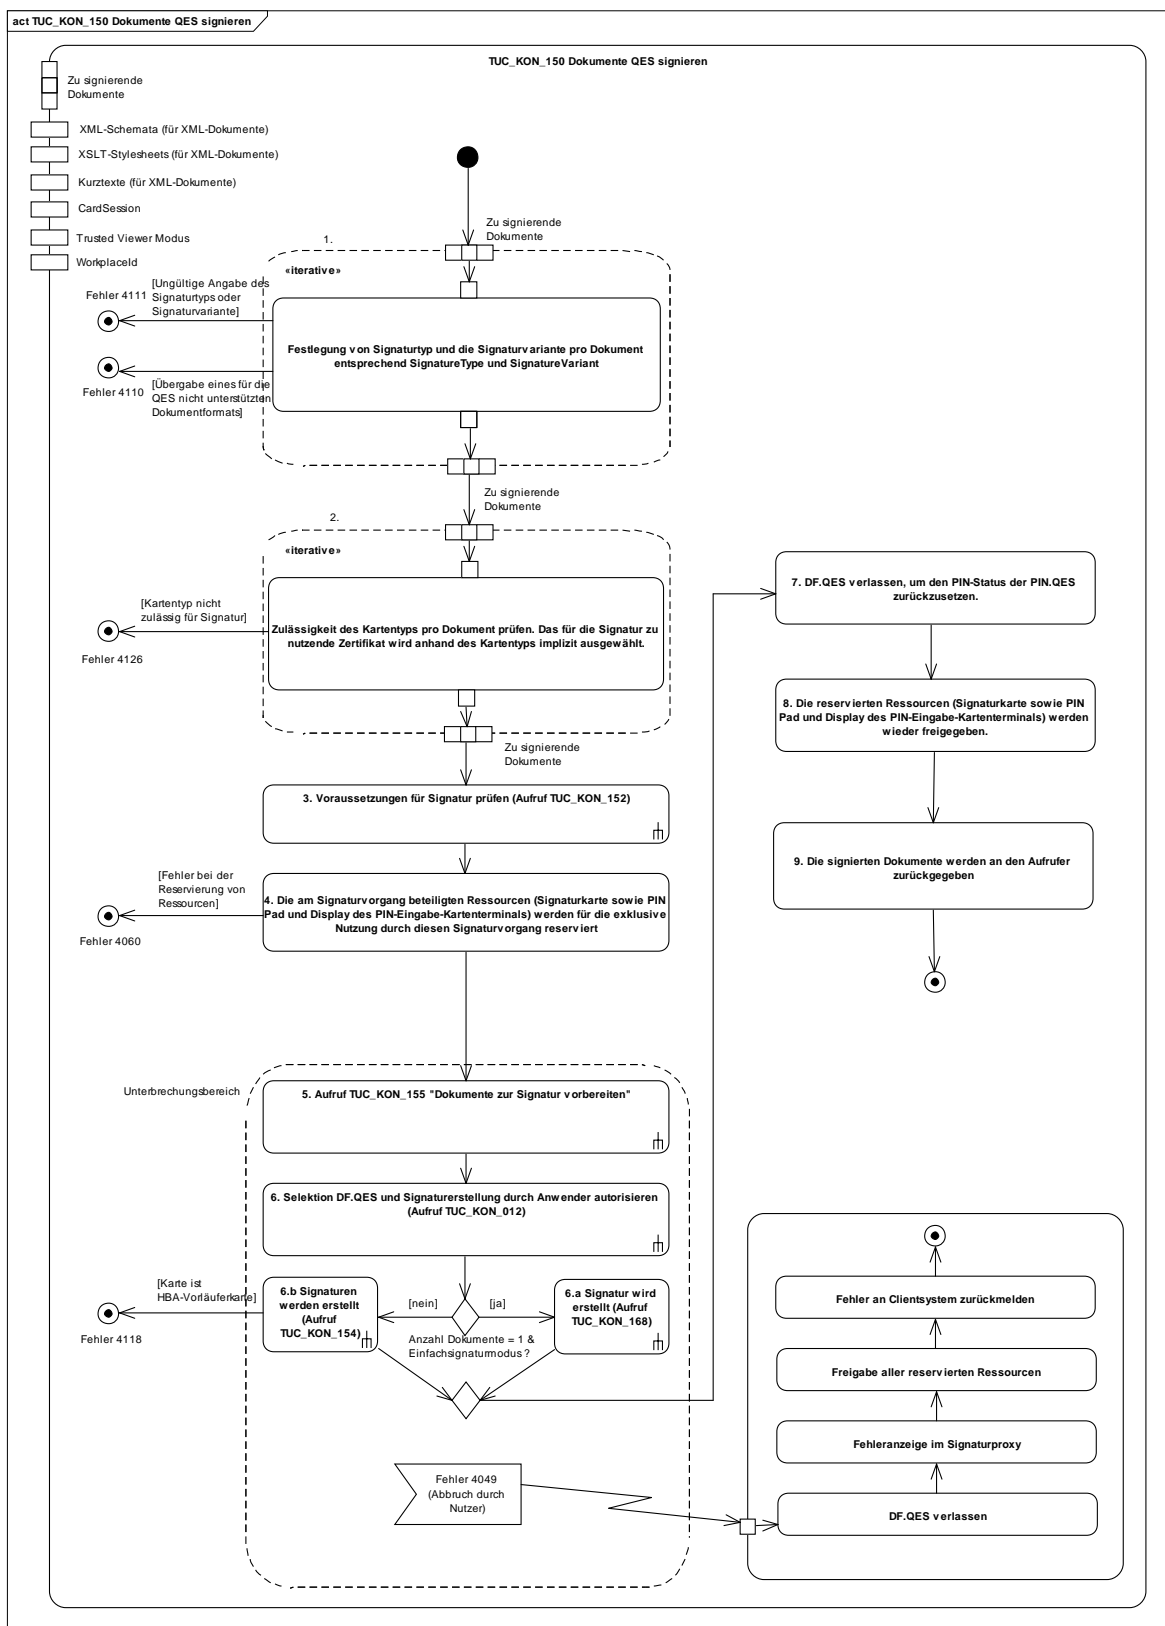 act TUC_KON_150 Dokumente QES signieren
TUC_KON_150 Dokumente QES signieren
Zu signierende
Dokumente
XML-Schemata (für XML-Dokumente)
XSLT-Stylesheets (für XML-Dokumente)
Kurztexte (für XML-Dokumente)
CardSession
Trusted Viewer Modus
WorkplaceId
Zu signierende
Dokumente
1.
«iterative»
[Ungültige Angabe des
Signaturtyps oder
Signaturvariante]
Fehler 4111
Festlegung von Signaturtyp und die Signaturvariante pro Dokument
entsprechend SignatureType und SignatureVariant
Fehler 4110
[Übergabe eines für die
QES nicht unterstützten
Dokumentformats]
Zu signierende
Dokumente
2.
«iterative»
[Kartentyp nicht
zulässig für Signatur]
Fehler 4126
Zulässigkeit des Kartentyps pro Dokument prüfen. Das für die Signatur zu
nutzende Zertifikat wird anhand des Kartentyps implizit ausgewählt.
Zu signierende
Dokumente
3. Voraussetzungen für Signatur prüfen (Aufruf TUC_KON_152)
[Fehler bei der
Reservierung von
Ressourcen]
Fehler 4060
4. Die am Signaturvorgang beteiligten Ressourcen (Signaturkarte sowie PIN
Pad und Display des PIN-Eingabe-Kartenterminals) werden für die exklusive
Nutzung durch diesen Signaturvorgang reserviert
Unterbrechungsbereich
5. Aufruf TUC_KON_155 "Dokumente zur Signatur vorbereiten"
6. Selektion DF.QES und Signaturerstellung durch Anwender autorisieren
(Aufruf TUC_KON_012)
[Karte ist
HBA-Vorläuferkarte]
Fehler 4118
6.b Signaturen
werden erstellt
(Aufruf
TUC_KON_154)
[nein]
[ja]
6.a Signatur wird
erstellt (Aufruf
TUC_KON_168)
Anzahl Dokumente = 1 &
Einfachsignaturmodus ?
Fehler 4049
(Abbruch durch
Nutzer)
7. DF.QES verlassen, um den PIN-Status der PIN.QES
zurückzusetzen.
8. Die reservierten Ressourcen (Signaturkarte sowie PIN
Pad und Display des PIN-Eingabe-Kartenterminals) werden
wieder freigegeben.
9. Die signierten Dokumente werden an den Aufrufer
zurückgegeben
Fehler an Clientsystem zurückmelden
Freigabe aller reservierten Ressourcen
Fehleranzeige im Signaturproxy
DF.QES verlassen